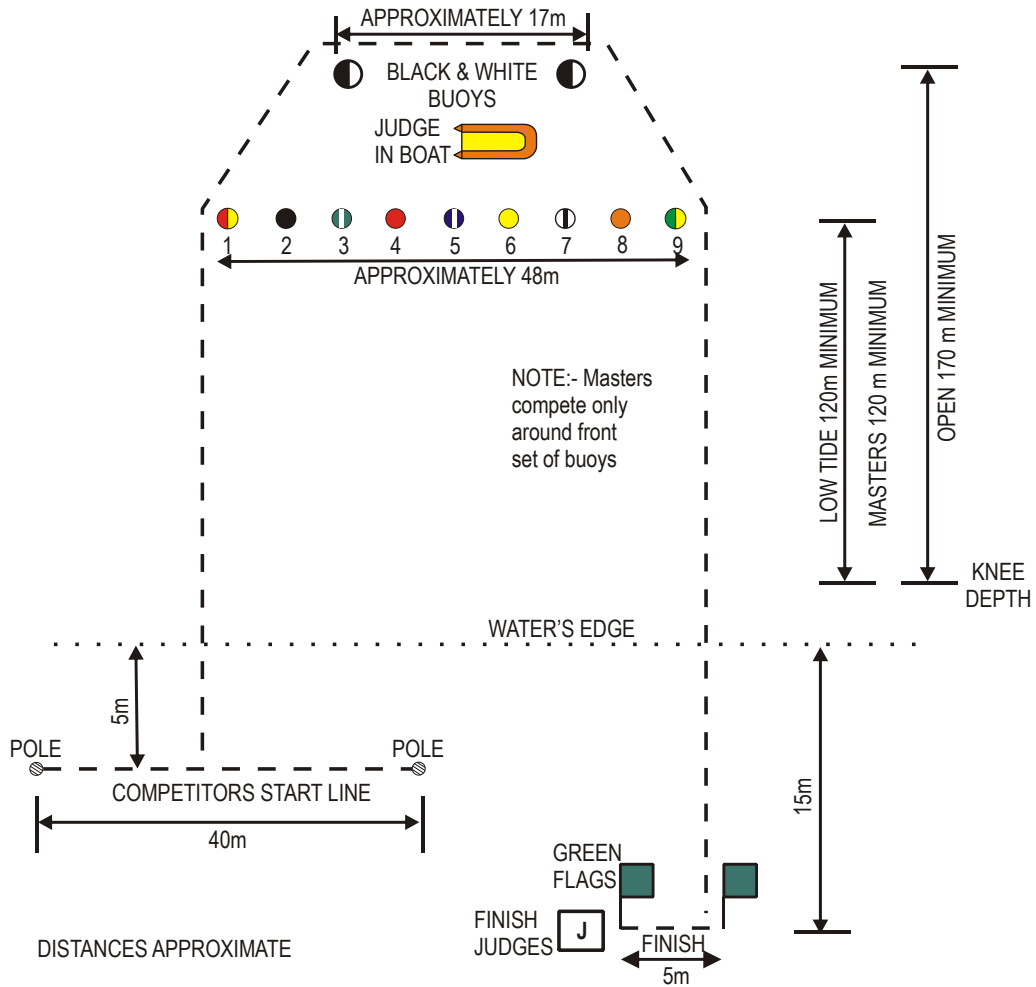 APPROXIMATELY 17m
BLACK & WHITE
BUOYS
JUDGE
IN BOAT
1 2 3 4 5 6 7 8 9
APPROXIMATELY 48m
NOTE:- Masters
compete only
around front
set of buoys
LOW TIDE 120m MINIMUM
MASTERS 120 m MINIMUM
OPEN 170 m MINIMUM
KNEE
DEPTH
WATER'S EDGE
5m
POLE
POLE
COMPETITORS START LINE
40m
15m
GREEN
FLAGS
FINISH
JUDGES
J
FINISH
5m
DISTANCES APPROXIMATE